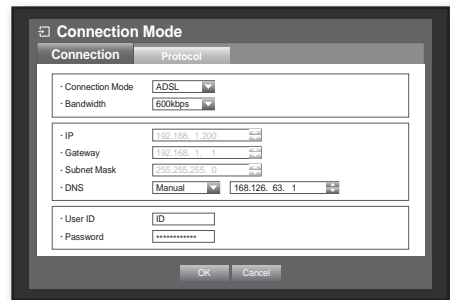 Connection Mode
Connection Protocol
· Connection Mode ADSL
· Bandwidth 600kbps
· IP 192.168. 1.200
· Gateway 192.168. 1. 1
· Subnet Mask 255.255.255. 0
· DNS Manual 168.126. 63. 1
· User ID ID
· Password ************
OK Cancel